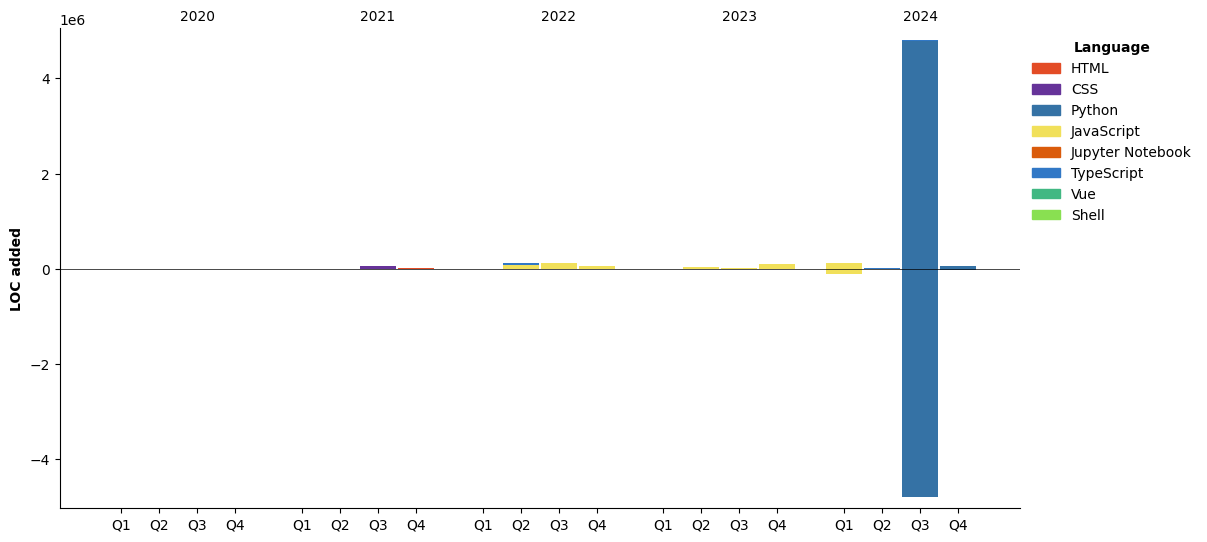 2020 2021 2022 2023 2024
1e6
Language
HTML
CSS
Python
JavaScript
Jupyter Notebook
TypeScript
Vue
Shell
LOC added
4
2
0
−2
−4
Q1 Q2 Q3 Q4 Q1 Q2 Q3 Q4 Q1 Q2 Q3 Q4 Q1 Q2 Q3 Q4 Q1 Q2 Q3 Q4